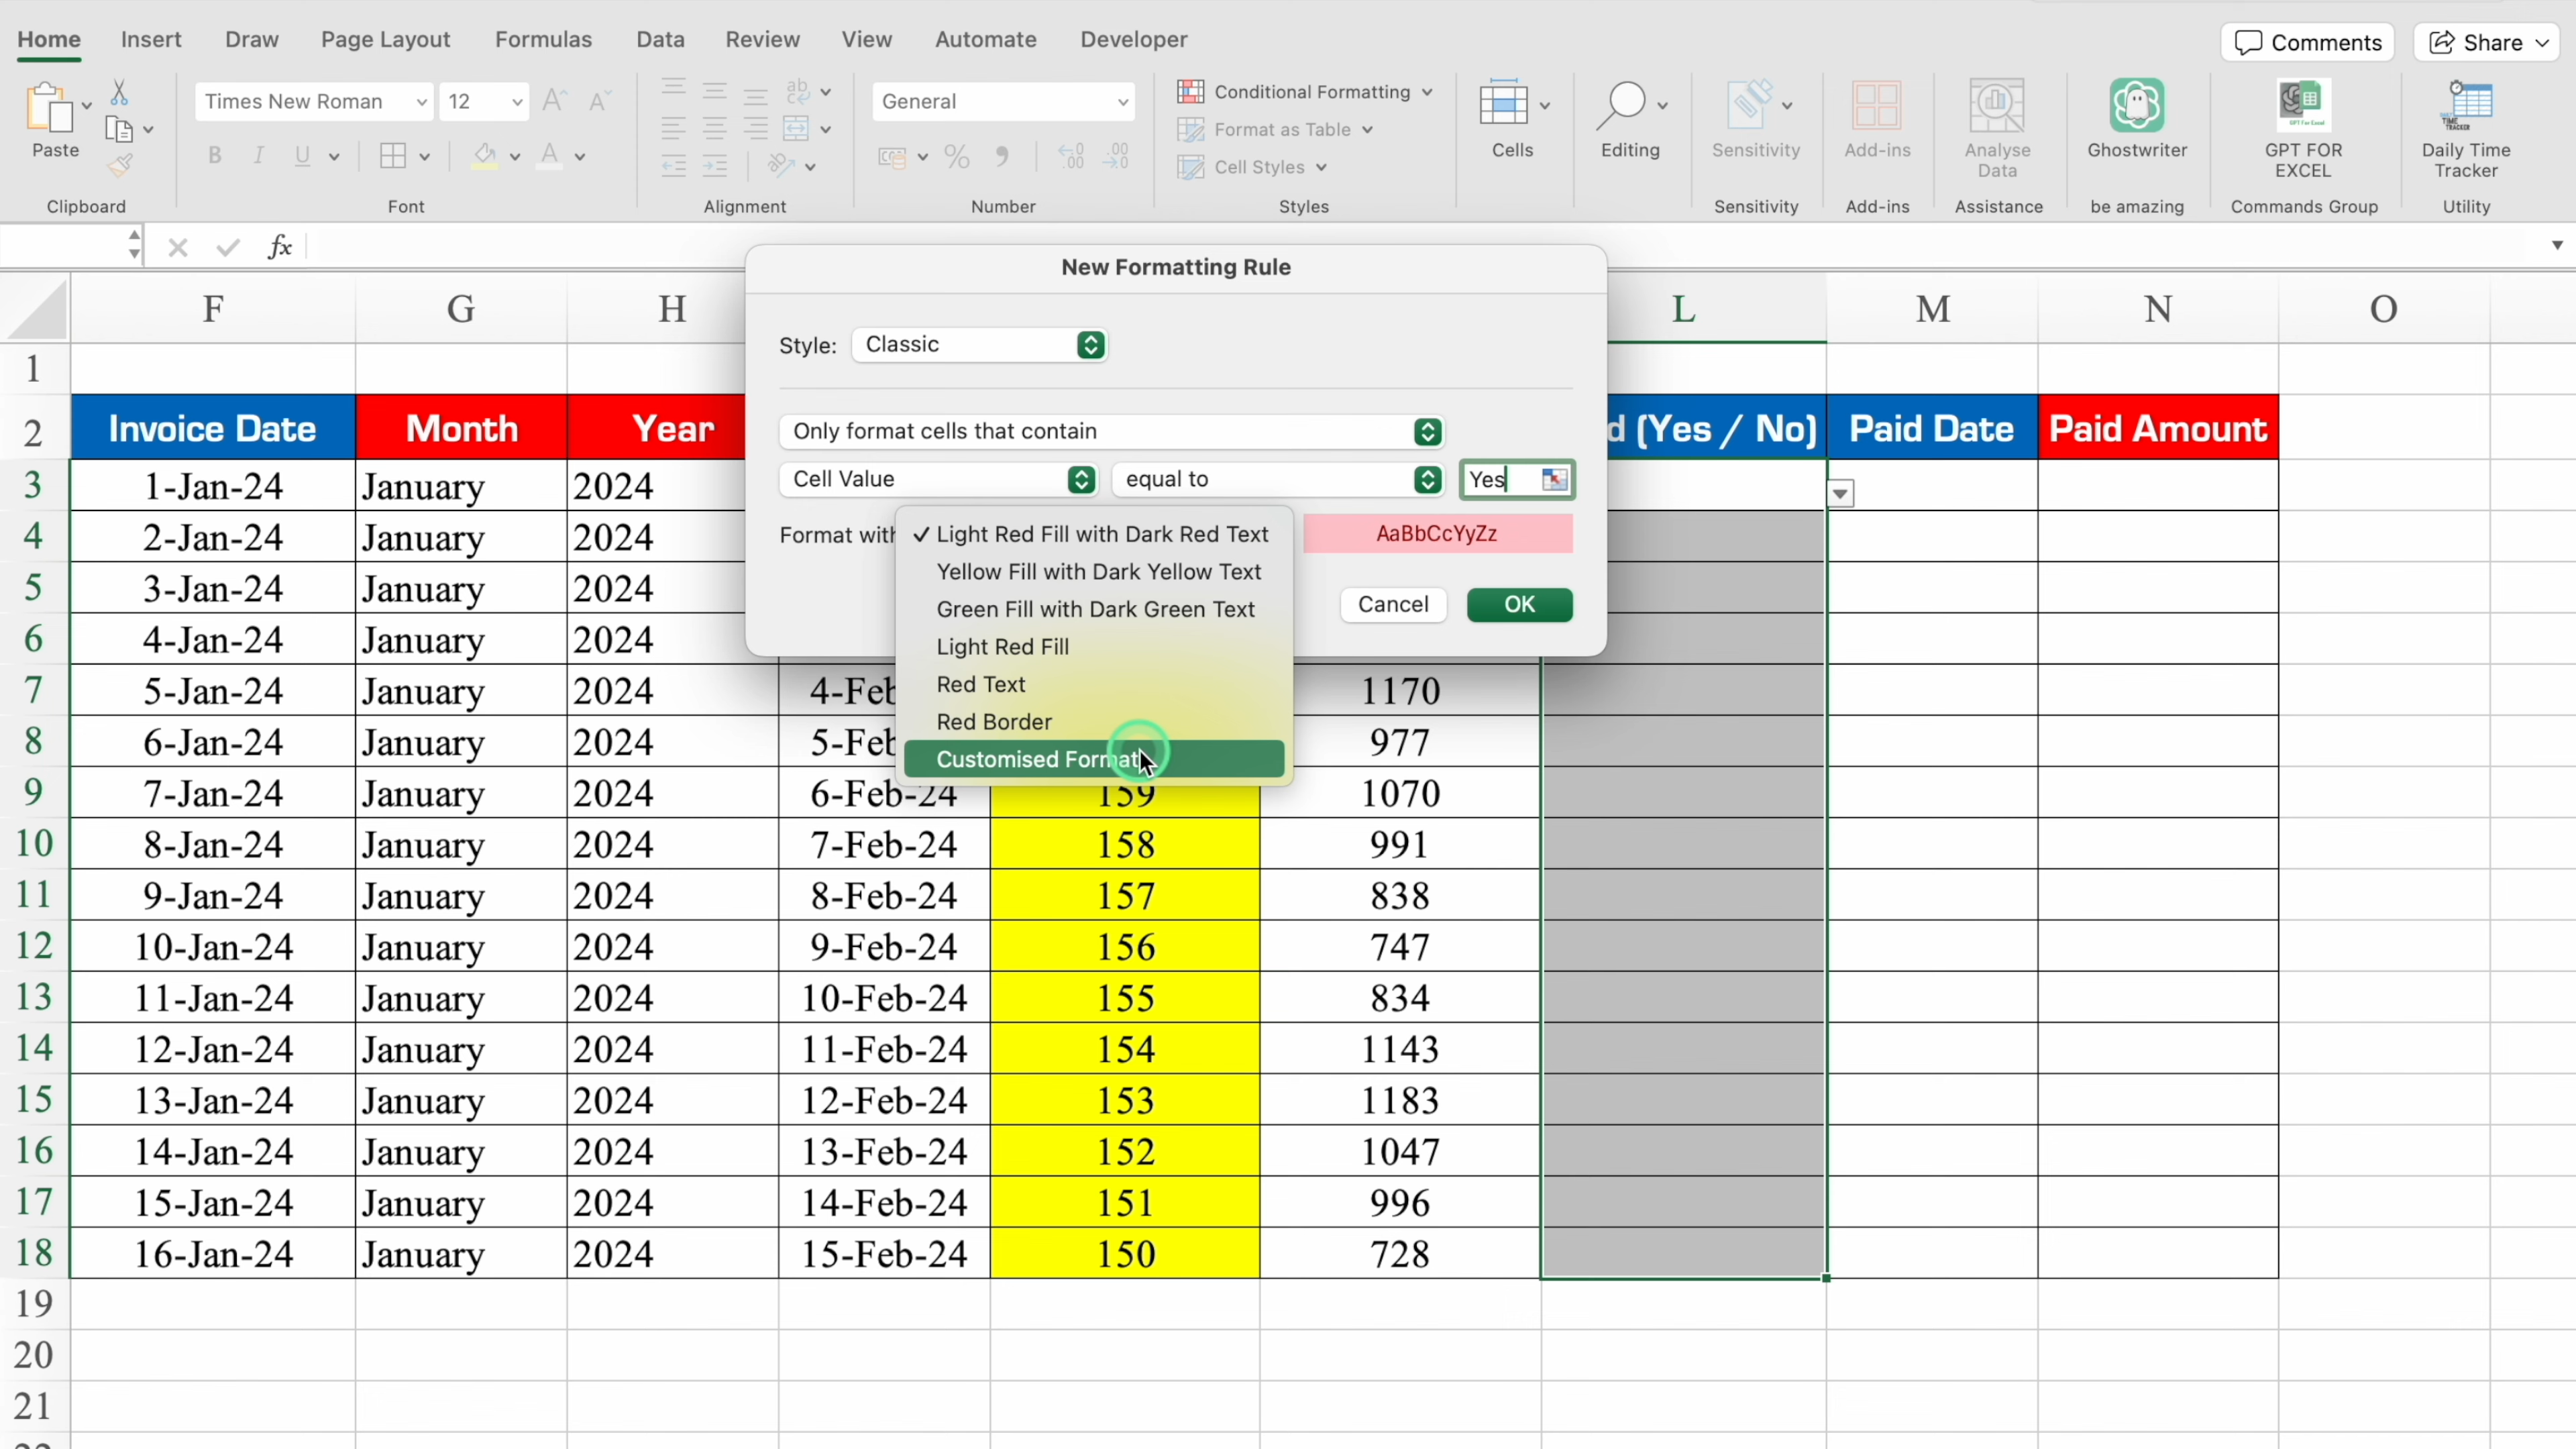 Home Insert Draw Page Layout Formulas Data Review View Automate Developer Comments Share
Paste
Times New Roman 12
B I U A
ab
General
% , .00 .00
Conditional Formatting
Format as Table
Cell Styles
Cells
Editing
Sensitivity
Add-ins
Analyse
Data
Ghostwriter
GPT FOR
EXCEL
Daily Time
Tracker
Clipboard Font Alignment Number Styles Sensitivity Add-ins Assistance be amazing Commands Group Utility
fx
New Formatting Rule
Style: Classic
Only format cells that contain
Cell Value equal to Yes
Format with
✓ Light Red Fill with Dark Red Text
AaBbCcYyZz
Yellow Fill with Dark Yellow Text
Green Fill with Dark Green Text
Light Red Fill
Red Text
Red Border
Customised Format
Cancel OK
F G H L M N O
1
2 Invoice Date Month Year d (Yes / No) Paid Date Paid Amount
3 1-Jan-24 January 2024
4 2-Jan-24 January 2024
5 3-Jan-24 January 2024
6 4-Jan-24 January 2024
7 5-Jan-24 January 2024 4-Feb 1170
8 6-Jan-24 January 2024 5-Feb 977
9 7-Jan-24 January 2024 6-Feb-24 159 1070
10 8-Jan-24 January 2024 7-Feb-24 158 991
11 9-Jan-24 January 2024 8-Feb-24 157 838
12 10-Jan-24 January 2024 9-Feb-24 156 747
13 11-Jan-24 January 2024 10-Feb-24 155 834
14 12-Jan-24 January 2024 11-Feb-24 154 1143
15 13-Jan-24 January 2024 12-Feb-24 153 1183
16 14-Jan-24 January 2024 13-Feb-24 152 1047
17 15-Jan-24 January 2024 14-Feb-24 151 996
18 16-Jan-24 January 2024 15-Feb-24 150 728
19
20
21